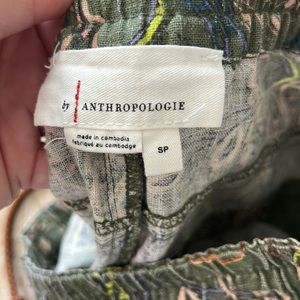 by ANTHROPOLOGIE
made in cambodia
fabriqué au cambodge
SP